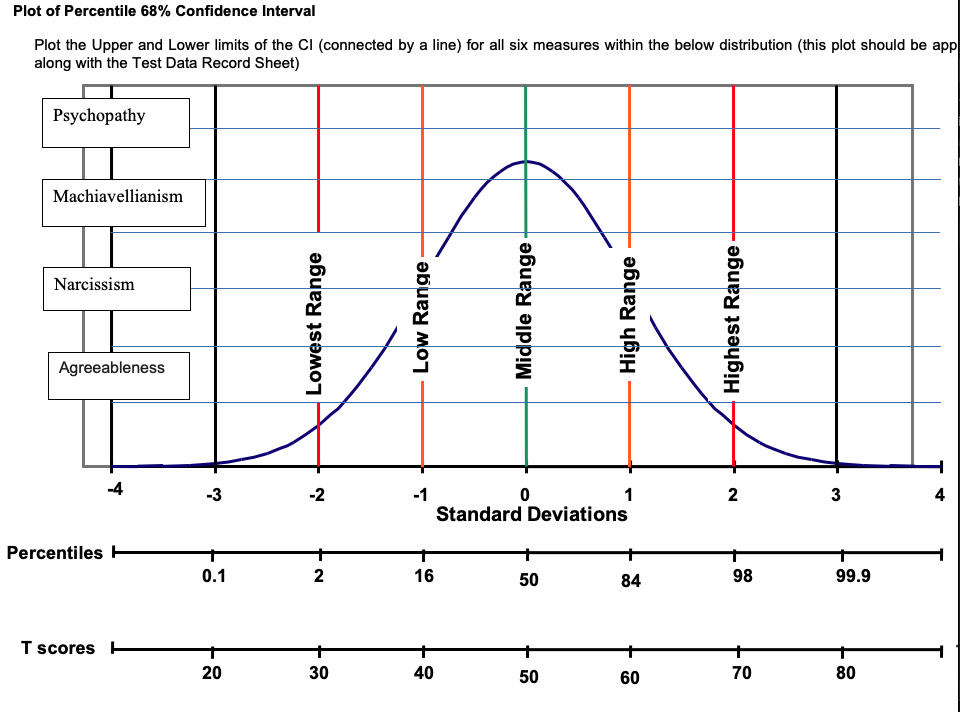 Plot of Percentile 68% Confidence Interval
Plot the Upper and Lower limits of the CI (connected by a line) for all six measures within the below distribution (this plot should be app
along with the Test Data Record Sheet)
Psychopathy
Machiavellianism
Narcissism
Agreeableness
Lowest Range
Low Range
Middle Range
High Range
Highest Range
-4 -3 -2 -1 0 1 2 3 4
Standard Deviations
Percentiles
0.1 2 16 50 84 98 99.9
T scores
20 30 40 50 60 70 80